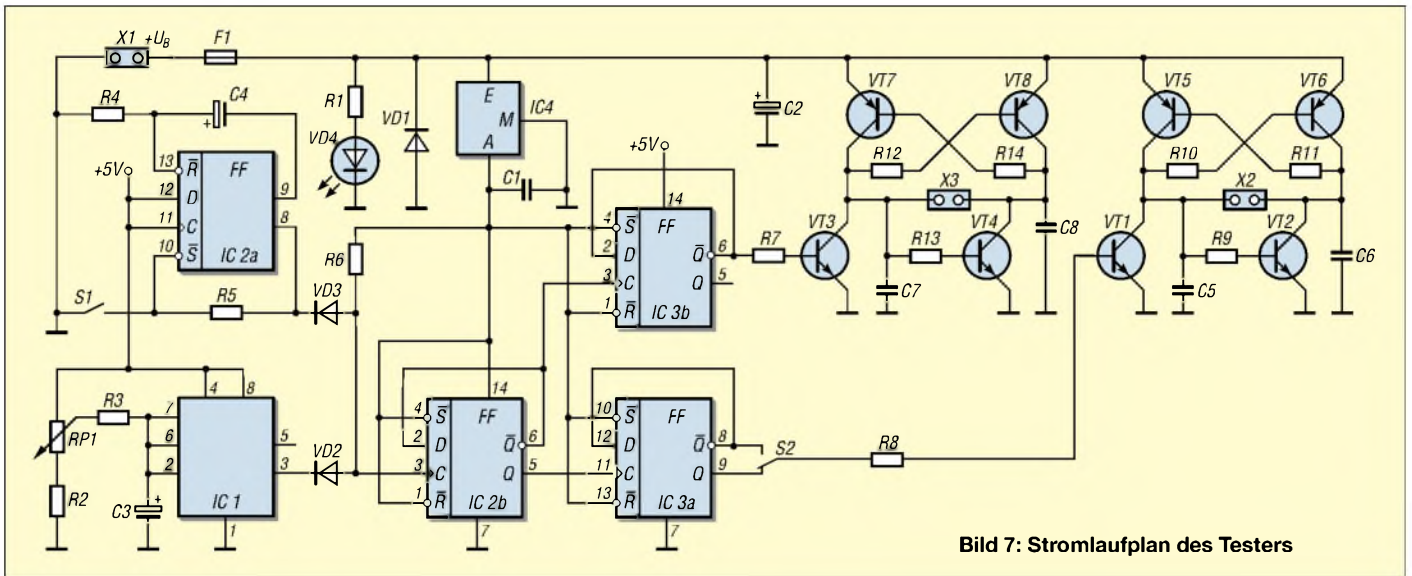 X1 +UB F1
R4 C4 R1 VD4 VD1
E M A IC4
C1 C2
VT7 VT8 VT5 VT6
R12 R14 R10 R11
X3 X2
+5V
13 R̅ FF
12 D 9
11 C 8
10 S̅ IC 2a
+5V
14
4 S̅ FF
2 D Q̅ 6
3 C Q 5
1 R̅ IC 3b
R7 VT3 R13 VT4 C8 VT1 R9 VT2 C6
C7 C5
S1 R5 VD3 R6
R3 4 8
RP1 7 5
6 3
2 IC 1
R2 C3 1
VD2
14
4 S̅ FF
2 D Q̅ 6
3 C Q 5
1 R̅ IC 2b
7
10 S̅ FF
12 D Q̅ 8
11 C Q 9
13 R̅ IC 3a
7
S2 R8
Bild 7: Stromlaufplan des Testers